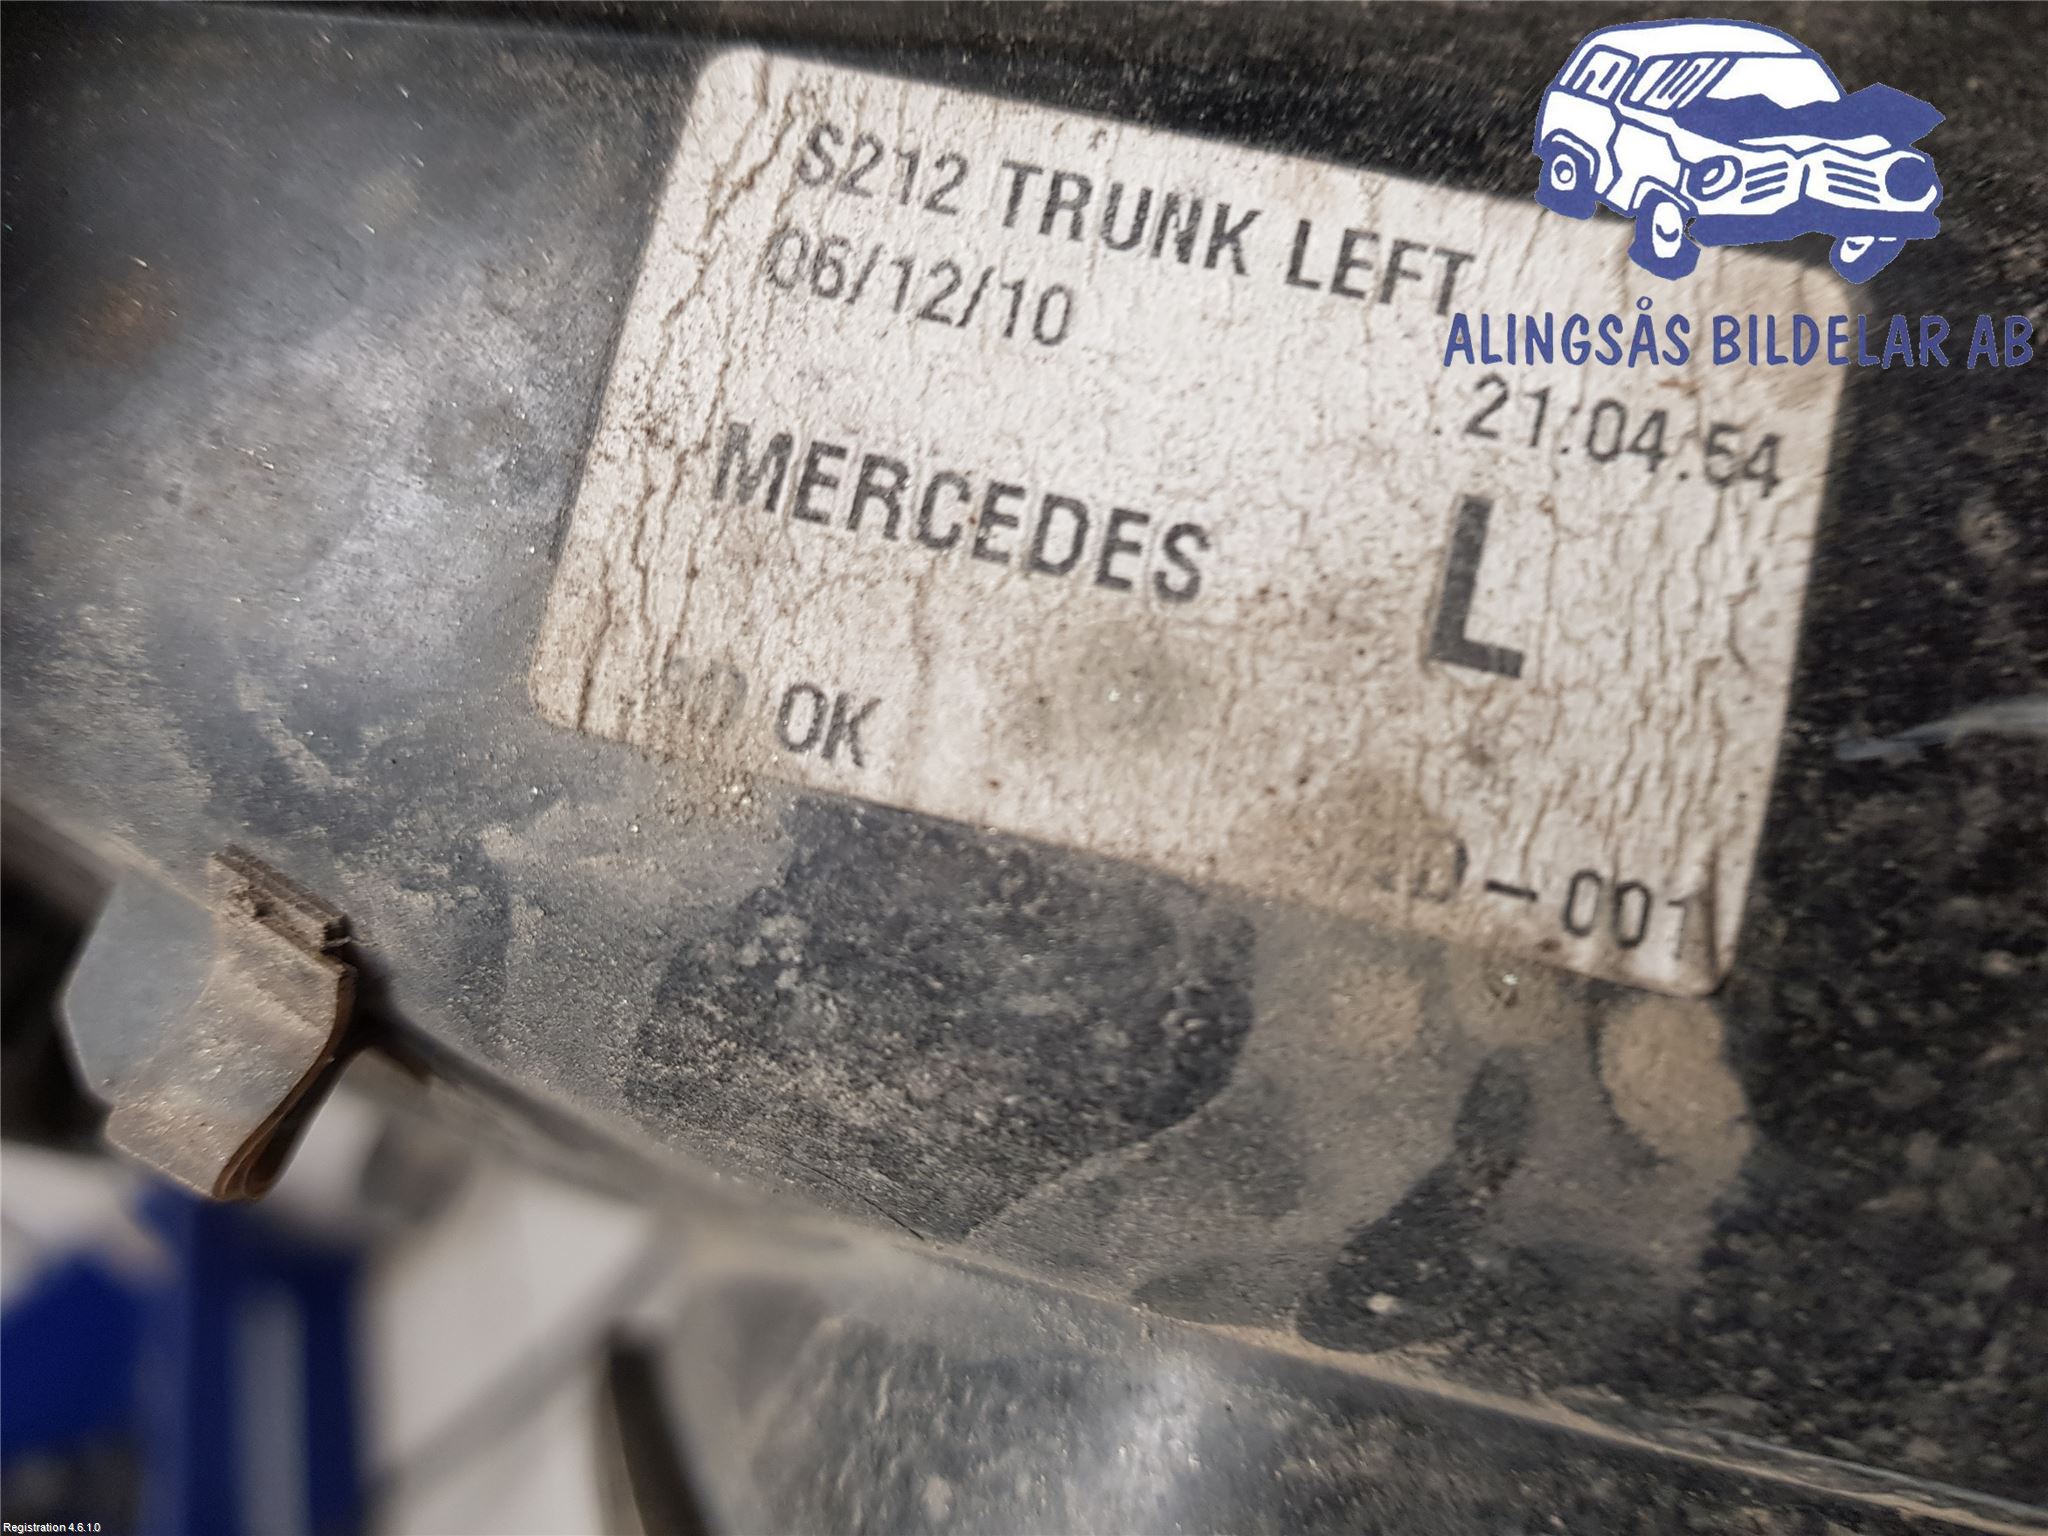 S212 TRUNK LEFT
06/12/10
21:04:54
MERCEDES
L
OK
D-001
ALINGSÅS BILDELAR AB
Registration 4.6.1.0